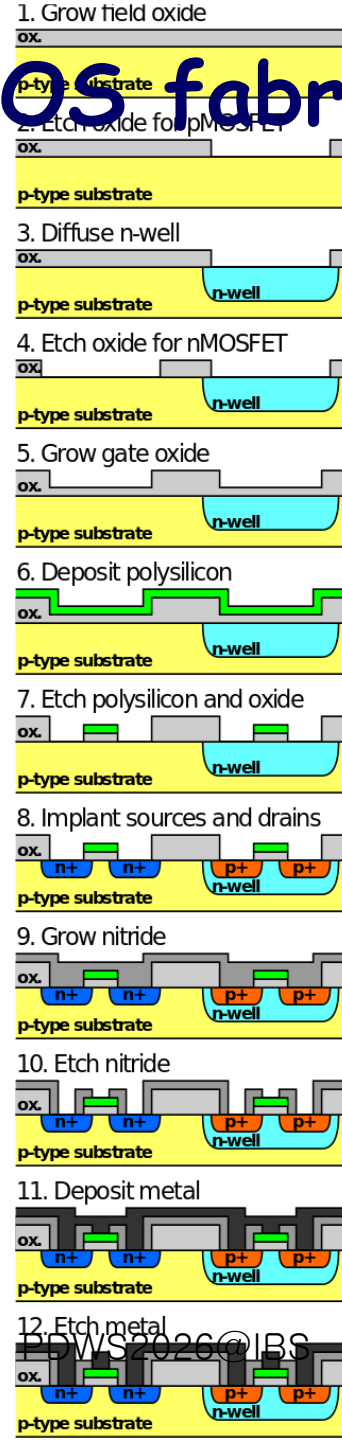 1. Grow field oxide
ox.
p-type substrate
OS fabr
2. Etch oxide for pMOSFET
ox.
p-type substrate
3. Diffuse n-well
ox.
n-well
p-type substrate
4. Etch oxide for nMOSFET
ox.
n-well
p-type substrate
5. Grow gate oxide
ox.
n-well
p-type substrate
6. Deposit polysilicon
ox.
n-well
p-type substrate
7. Etch polysilicon and oxide
ox.
n-well
p-type substrate
8. Implant sources and drains
ox.
n+ n+ p+ p+
n-well
p-type substrate
9. Grow nitride
ox.
n+ n+ p+ p+
n-well
p-type substrate
10. Etch nitride
ox.
n+ n+ p+ p+
n-well
p-type substrate
11. Deposit metal
ox.
n+ n+ p+ p+
n-well
p-type substrate
12. Etch metal
PDWS2026@IBS
ox.
n+ n+ p+ p+
n-well
p-type substrate